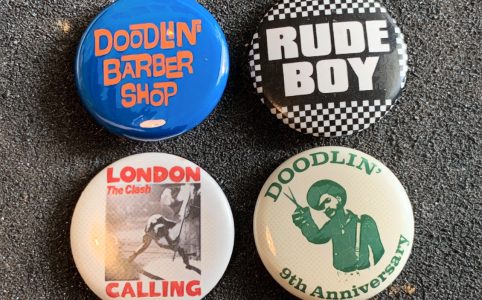 DOODLIN'
BARBER
SHOP
RUDE
BOY
LONDON
The Clash
CALLING
DOODLIN'
9th Anniversary